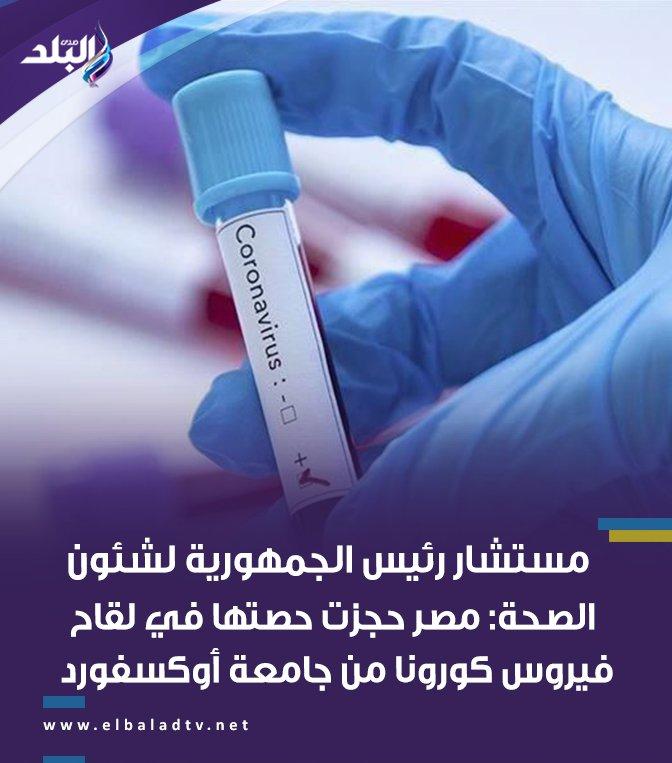 صدى البلد
Coronavirus : -
+
مستشار رئيس الجمهورية لشئون
الصحة: مصر حجزت حصتها في لقاح
فيروس كورونا من جامعة أوكسفورد
www.elbaladtv.net